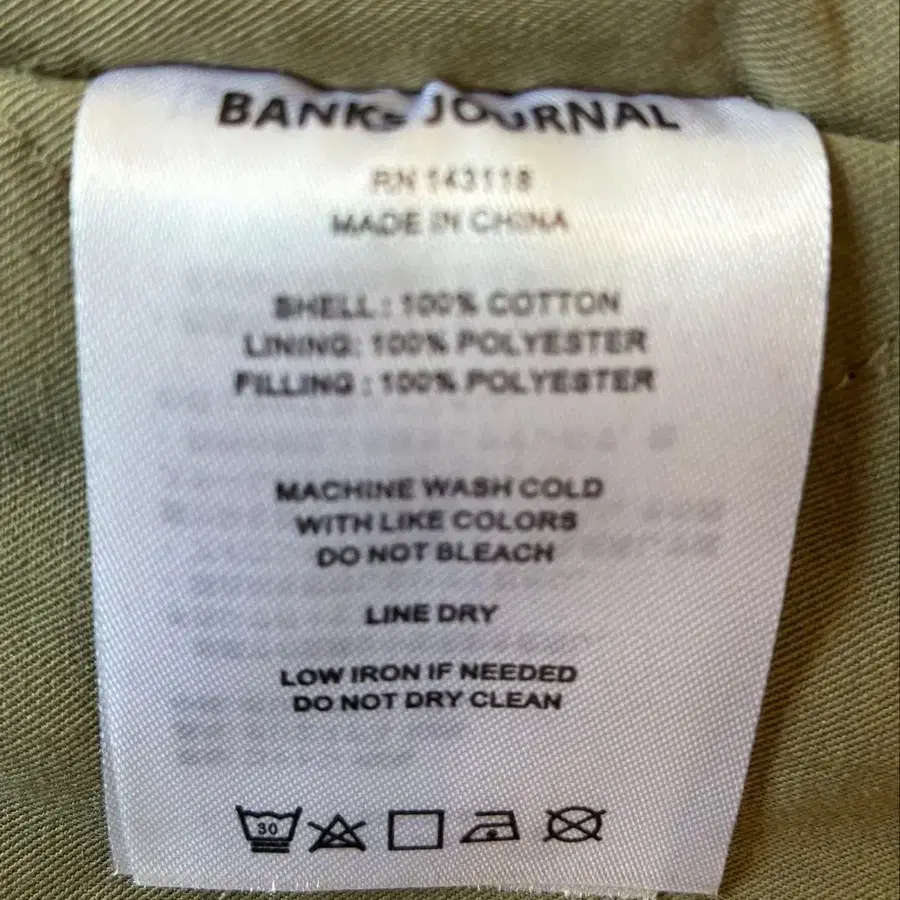 BANKS JOURNAL
RN 143118
MADE IN CHINA
SHELL : 100% COTTON
LINING: 100% POLYESTER
FILLING : 100% POLYESTER
MACHINE WASH COLD
WITH LIKE COLORS
DO NOT BLEACH
LINE DRY
LOW IRON IF NEEDED
DO NOT DRY CLEAN
30